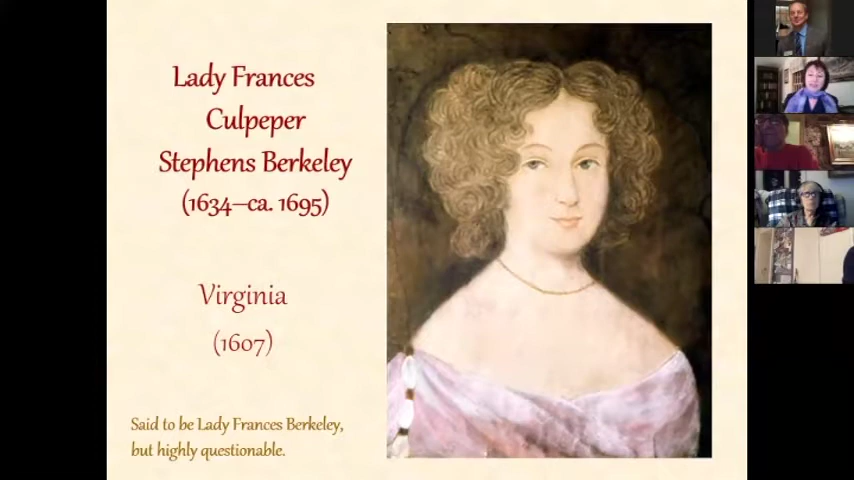 Lady Frances
Culpeper
Stephens Berkeley
(1634–ca. 1695)
Virginia
(1607)
Said to be Lady Frances Berkeley,
but highly questionable.